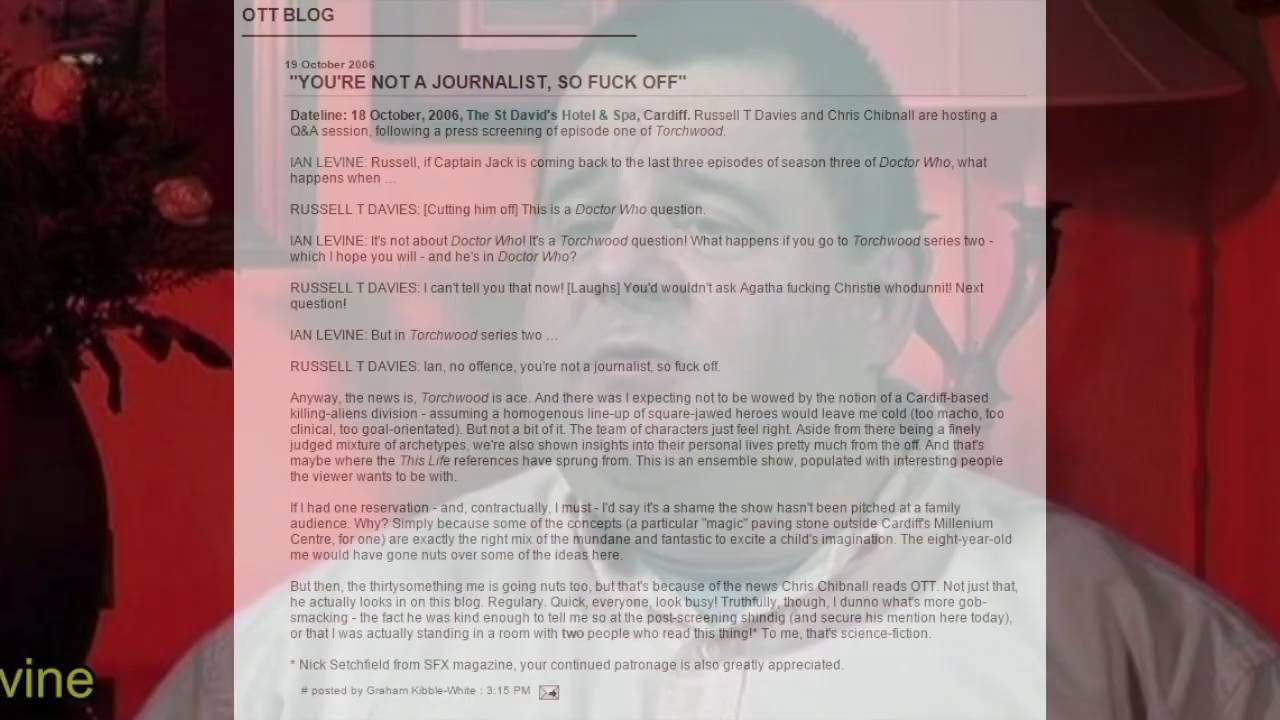 OTT BLOG
19 October 2006
"YOU'RE NOT A JOURNALIST, SO FUCK OFF"
Dateline: 18 October, 2006, The St David's Hotel & Spa, Cardiff. Russell T Davies and Chris Chibnall are hosting a
Q&A session, following a press screening of episode one of Torchwood.
IAN LEVINE: Russell, if Captain Jack is coming back to the last three episodes of season three of Doctor Who, what
happens when ...
RUSSELL T DAVIES: [Cutting him off] This is a Doctor Who question.
IAN LEVINE: It's not about Doctor Who! It's a Torchwood question! What happens if you go to Torchwood series two -
which I hope you will - and he's in Doctor Who?
RUSSELL T DAVIES: I can't tell you that now! [Laughs] You'd wouldn't ask Agatha fucking Christie whodunnit! Next
question!
IAN LEVINE: But in Torchwood series two ...
RUSSELL T DAVIES: Ian, no offence, you're not a journalist, so fuck off.
Anyway, the news is, Torchwood is ace. And there was I expecting not to be wowed by the notion of a Cardiff-based
killing-aliens division - assuming a homogenous line-up of square-jawed heroes would leave me cold (too macho, too
clinical, too goal-orientated). But not a bit of it. The team of characters just feel right. Aside from there being a finely
judged mixture of archetypes, we're also shown insights into their personal lives pretty much from the off. And that's
maybe where the This Life references have sprung from. This is an ensemble show, populated with interesting people
the viewer wants to be with.
If I had one reservation - and, contractually, I must - I'd say it's a shame the show hasn't been pitched at a family
audience. Why? Simply because some of the concepts (a particular "magic" paving stone outside Cardiff's Millenium
Centre, for one) are exactly the right mix of the mundane and fantastic to excite a child's imagination. The eight-year-old
me would have gone nuts over some of the ideas here.
But then, the thirtysomething me is going nuts too, but that's because of the news Chris Chibnall reads OTT. Not just that,
he actually looks in on this blog. Regulary. Quick, everyone, look busy! Truthfully, though, I dunno what's more gob-
smacking - the fact he was kind enough to tell me so at the post-screening shindig (and secure his mention here today),
or that I was actually standing in a room with two people who read this thing!* To me, that's science-fiction.
* Nick Setchfield from SFX magazine, your continued patronage is also greatly appreciated.
# posted by Graham Kibble-White : 3:15 PM
vine